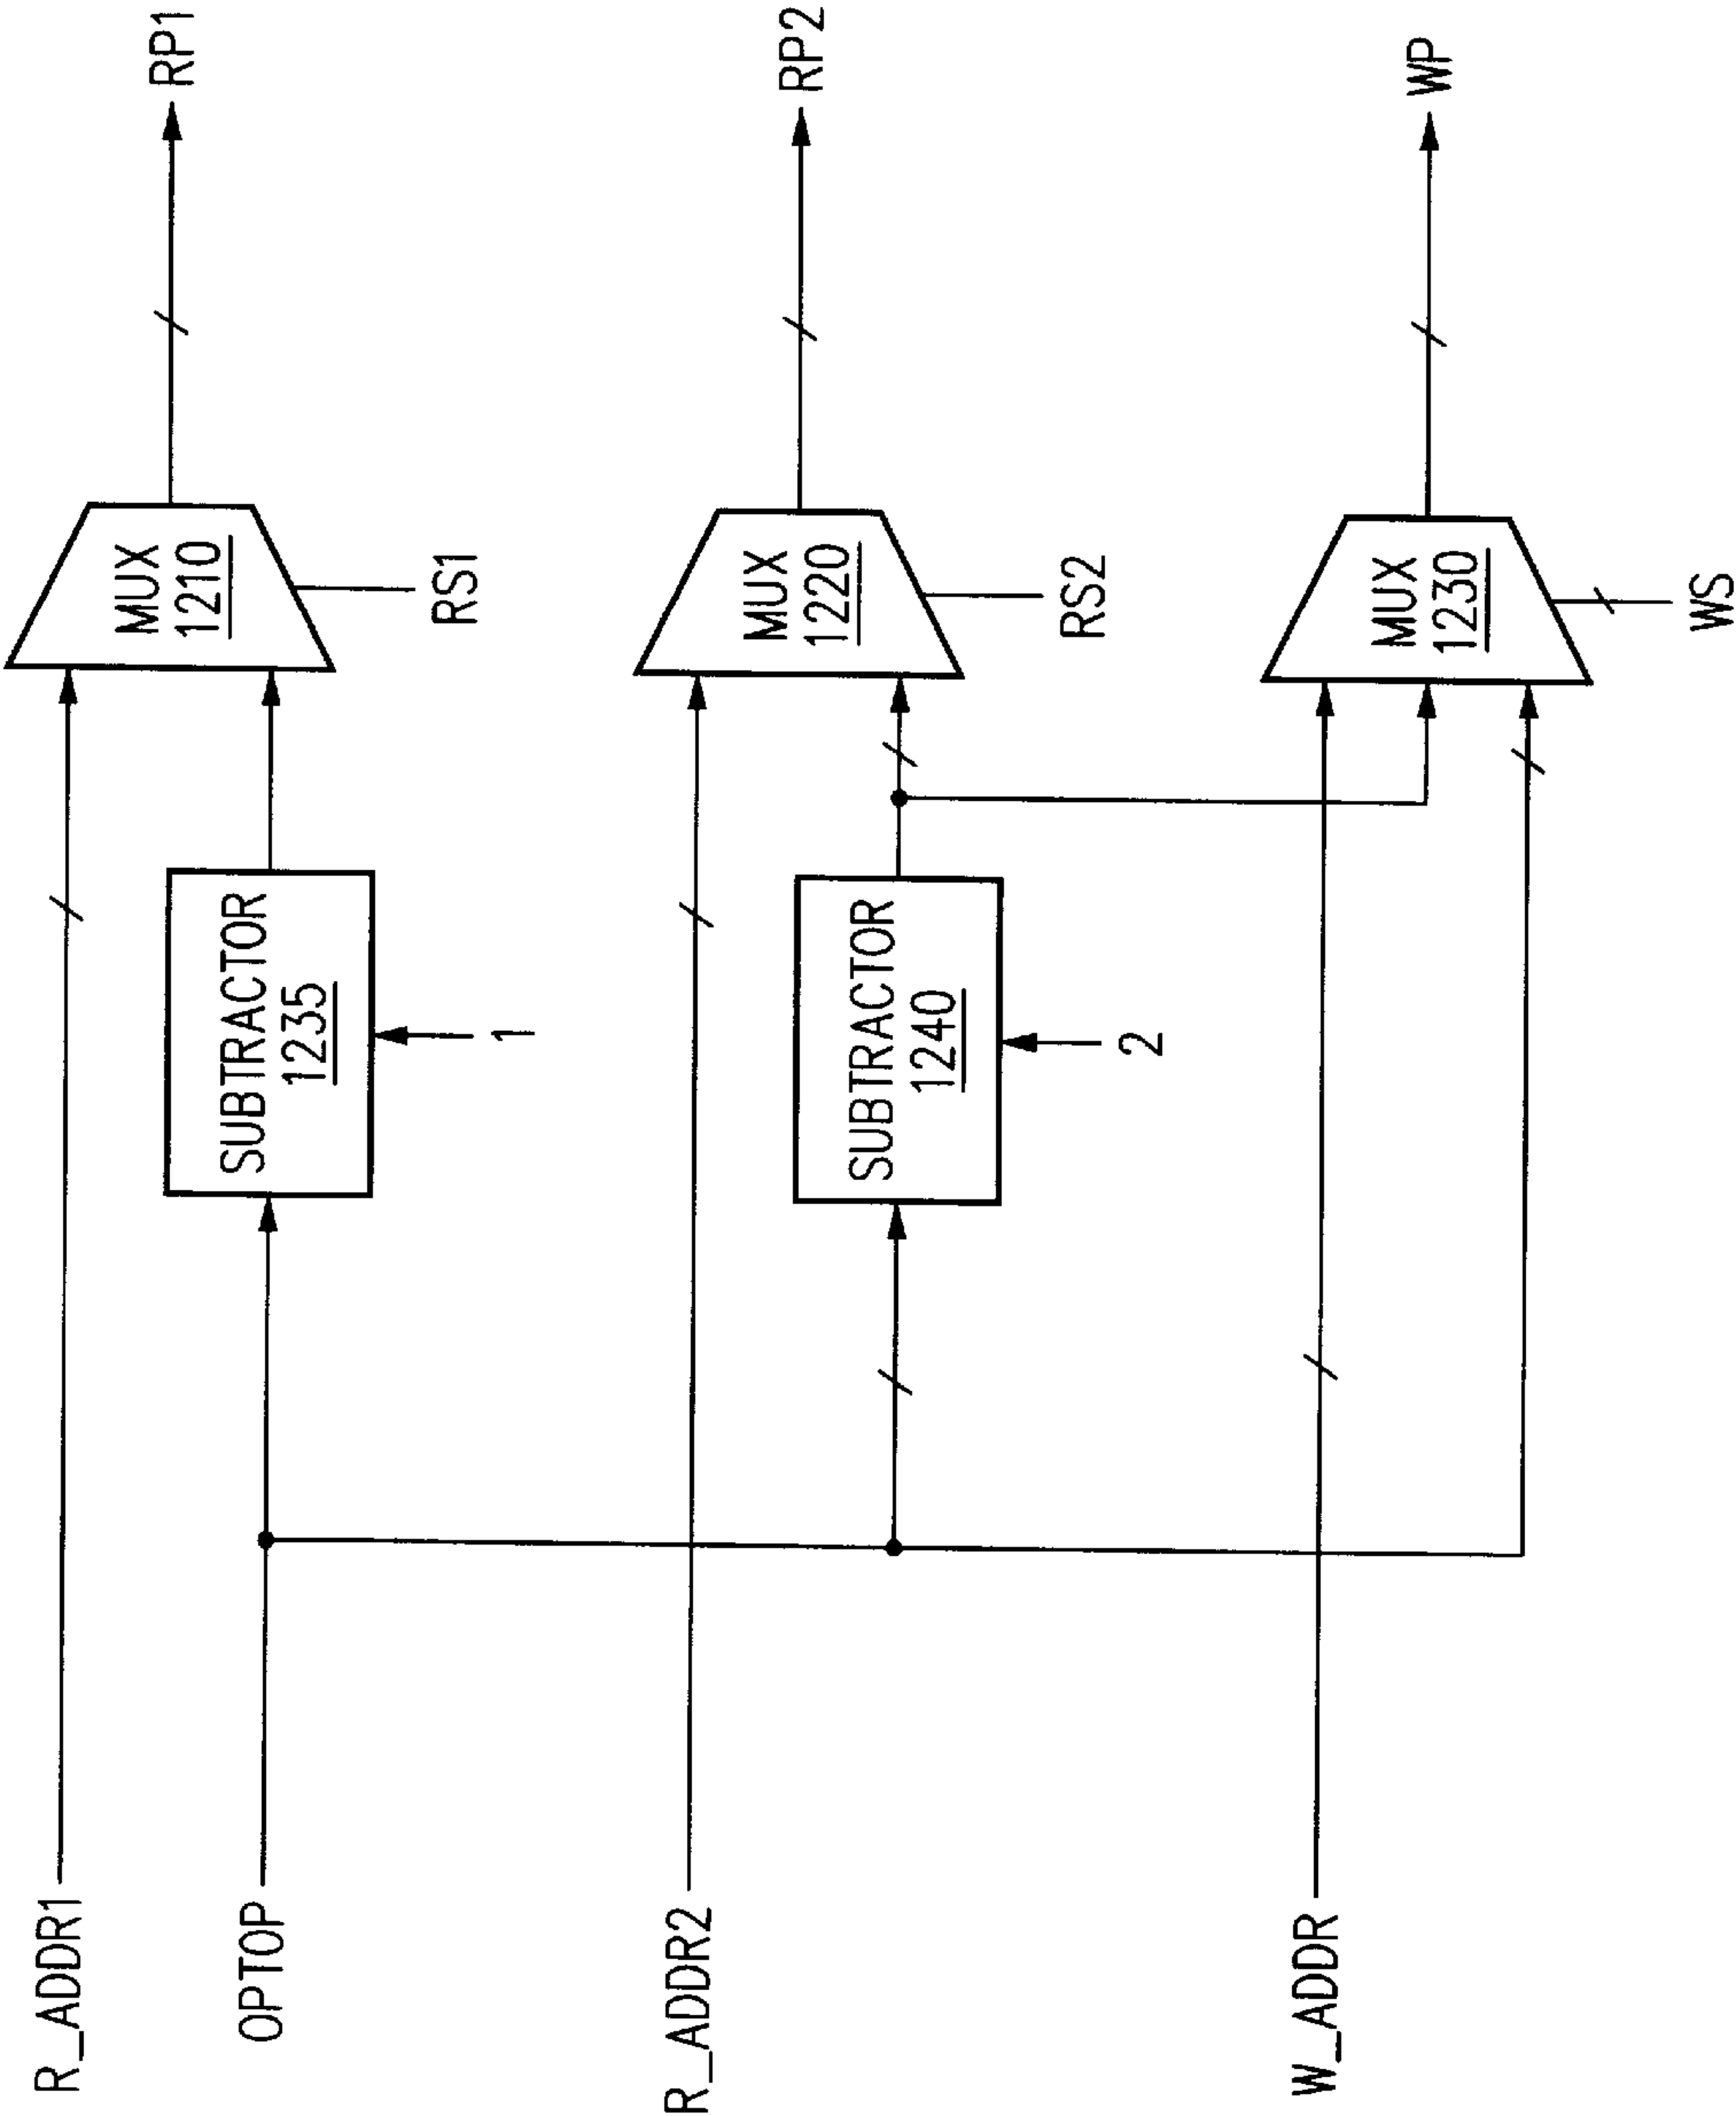 R_ADDR1
OPTOP
SUBTRACTOR
1235
1
MUX
1210
RS1
RP1
R_ADDR2
SUBTRACTOR
1240
2
MUX
1220
RS2
RP2
W_ADDR
MUX
1230
WS
WP